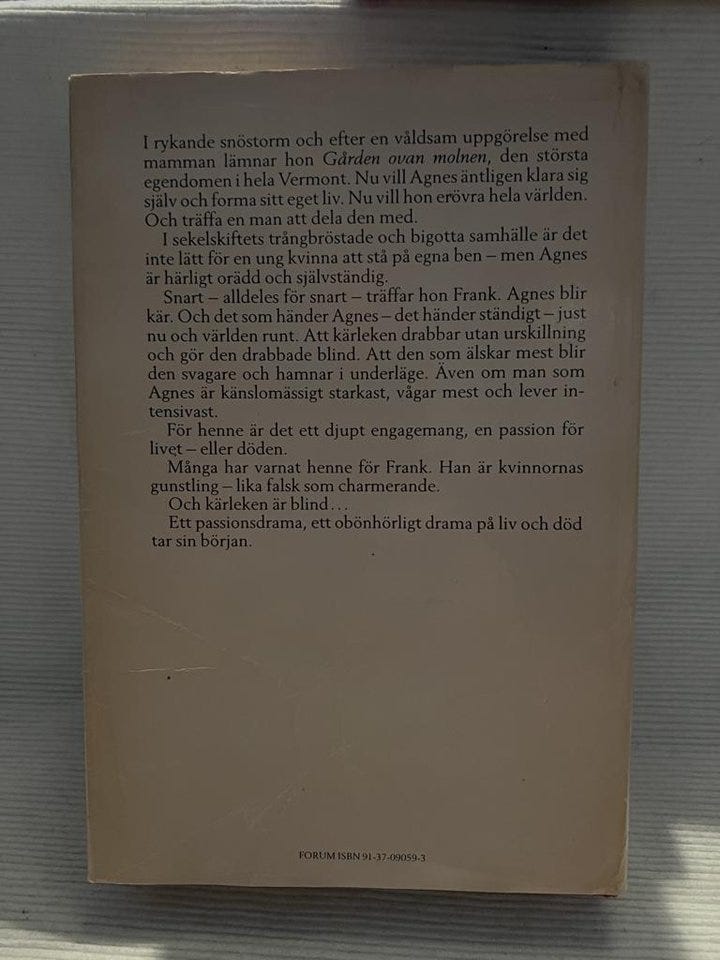 I rykande snöstorm och efter en våldsam uppgörelse med
mamman lämnar hon Gården ovan molnen, den största
egendomen i hela Vermont. Nu vill Agnes äntligen klara sig
själv och forma sitt eget liv. Nu vill hon erövra hela världen.
Och träffa en man att dela den med.
I sekelskiftets trångbröstade och bigotta samhälle är det
inte lätt för en ung kvinna att stå på egna ben – men Agnes
är härligt orädd och självständig.
Snart – alldeles för snart – träffar hon Frank. Agnes blir
kär. Och det som händer Agnes – det händer ständigt – just
nu och världen runt. Att kärleken drabbar utan urskillning
och gör den drabbade blind. Att den som älskar mest blir
den svagare och hamnar i underläge. Även om man som
Agnes är känslomässigt starkast, vågar mest och lever in-
tensivast.
För henne är det ett djupt engagemang, en passion för
livet – eller döden.
Många har varnat henne för Frank. Han är kvinnornas
gunstling – lika falsk som charmerande.
Och kärleken är blind...
Ett passionsdrama, ett obönhörligt drama på liv och död
tar sin början.
FORUM ISBN 91-37-09059-3